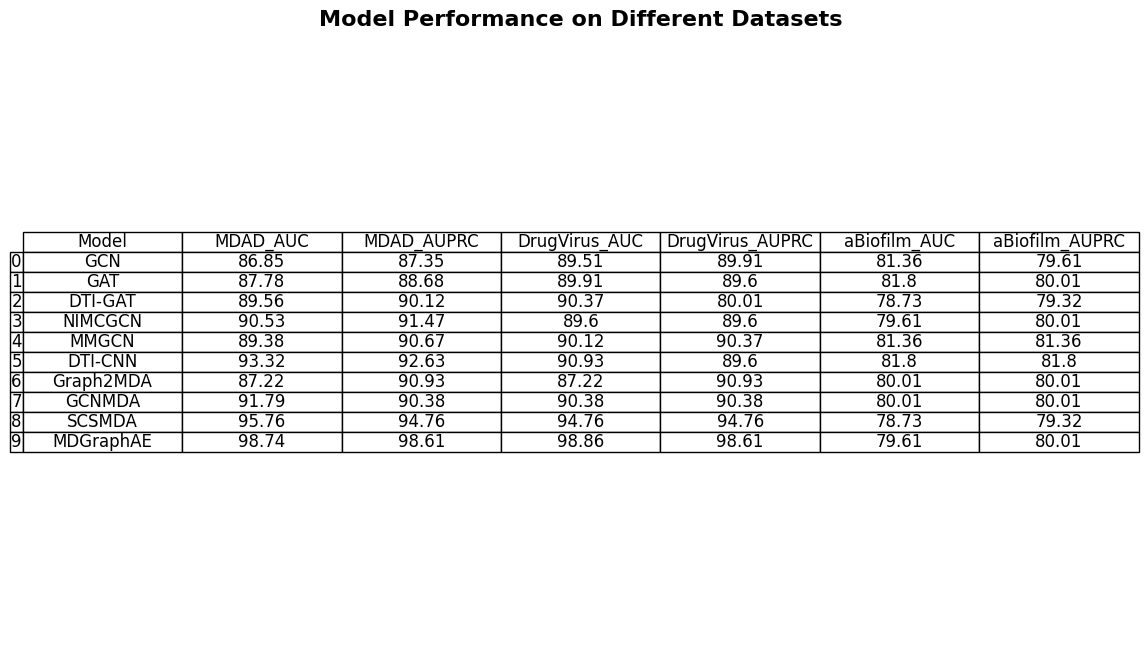 Model Performance on Different Datasets
Model MDAD_AUC MDAD_AUPRC DrugVirus_AUC DrugVirus_AUPRC aBiofilm_AUC aBiofilm_AUPRC
0 GCN 86.85 87.35 89.51 89.91 81.36 79.61
1 GAT 87.78 88.68 89.91 89.6 81.8 80.01
2 DTI-GAT 89.56 90.12 90.37 80.01 78.73 79.32
3 NIMCGCN 90.53 91.47 89.6 89.6 79.61 80.01
4 MMGCN 89.38 90.67 90.12 90.37 81.36 81.36
5 DTI-CNN 93.32 92.63 90.93 89.6 81.8 81.8
6 Graph2MDA 87.22 90.93 87.22 90.93 80.01 80.01
7 GCNMDA 91.79 90.38 90.38 90.38 80.01 80.01
8 SCSMDA 95.76 94.76 94.76 94.76 78.73 79.32
9 MDGraphAE 98.74 98.61 98.86 98.61 79.61 80.01